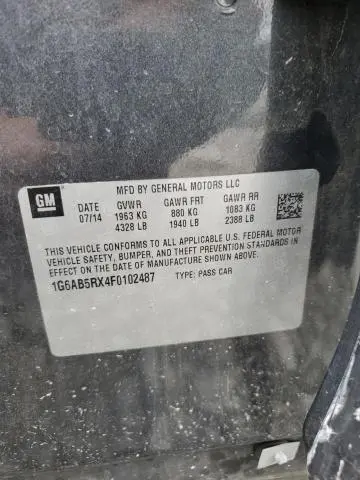 MFD BY GENERAL MOTORS LLC
GM
DATE GVWR GAWR FRT GAWR RR
07/14 1963 KG 880 KG 1083 KG
4328 LB 1940 LB 2388 LB
THIS VEHICLE CONFORMS TO ALL APPLICABLE U.S. FEDERAL MOTOR
VEHICLE SAFETY, BUMPER, AND THEFT PREVENTION STANDARDS IN
EFFECT ON THE DATE OF MANUFACTURE SHOWN ABOVE.
1G6AB5RX4F0102487 TYPE: PASS CAR